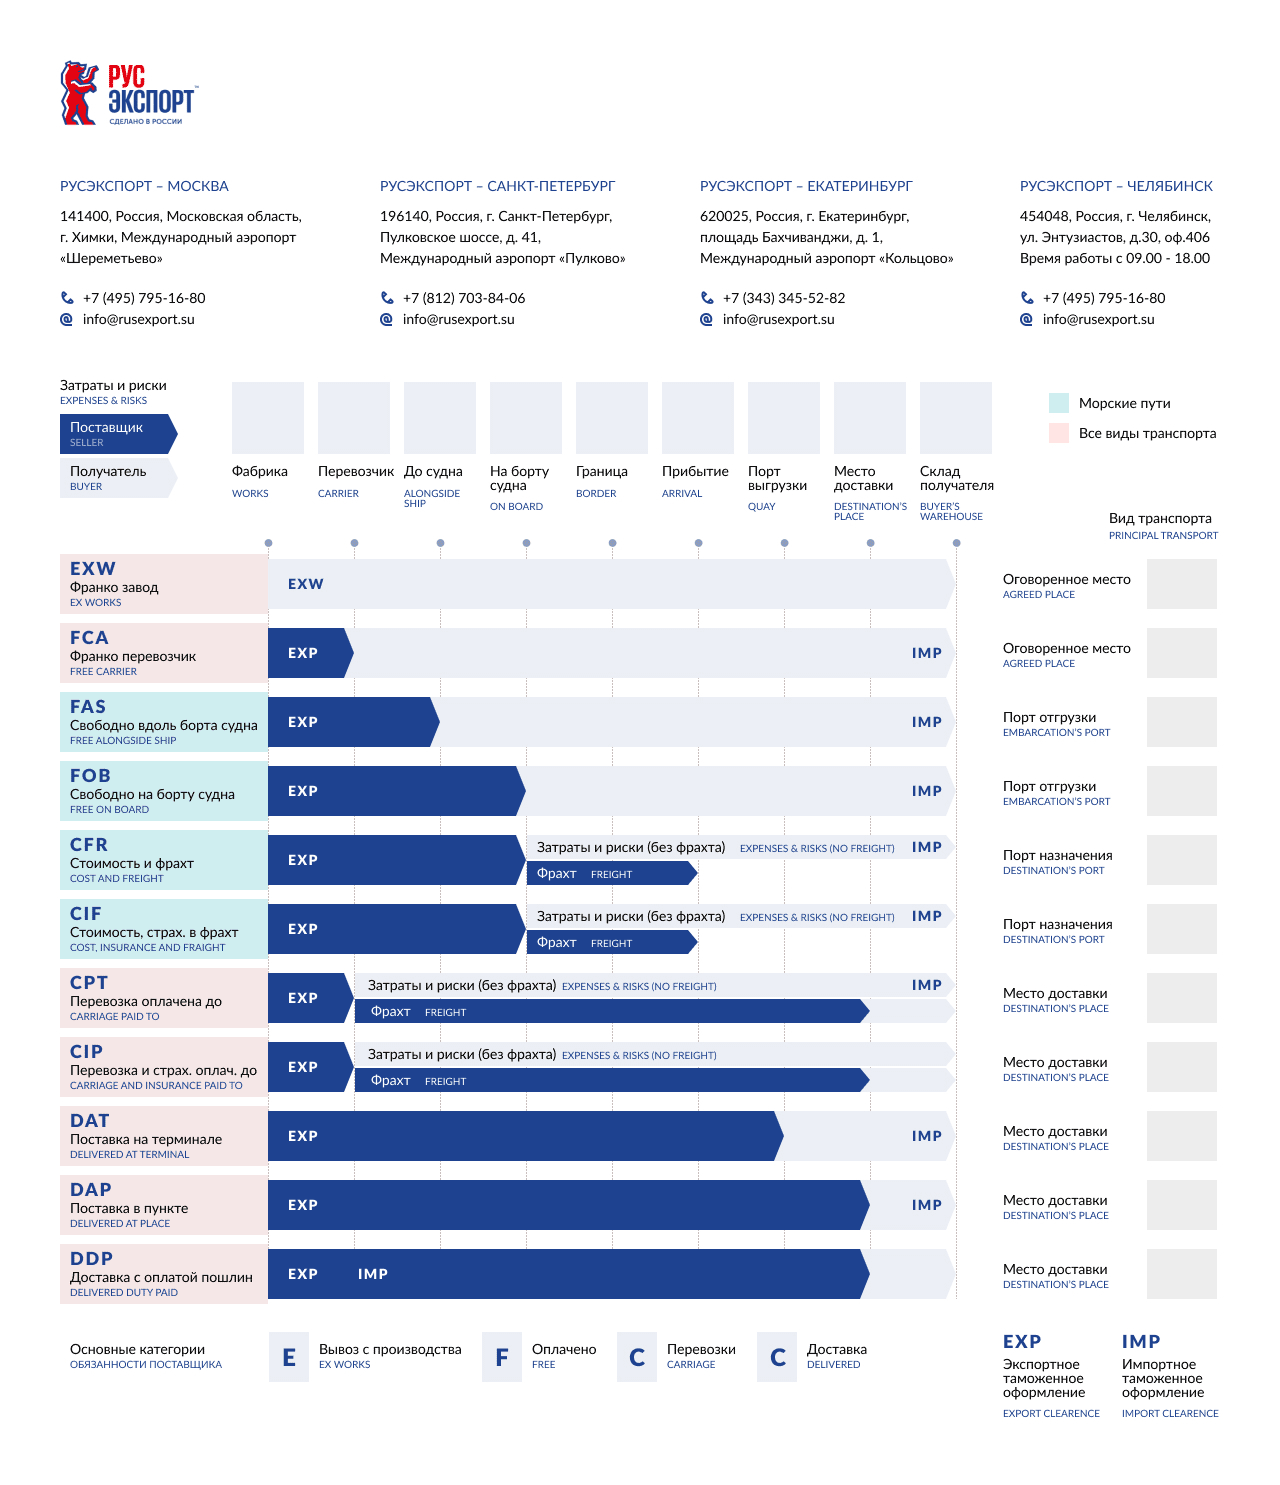 РУС
ЭКСПОРТ
СДЕЛАНО В РОССИИ
РУСЭКСПОРТ – МОСКВА
141400, Россия, Московская область,
г. Химки, Международный аэропорт
«Шереметьево»
+7 (495) 795-16-80
info@rusexport.su
РУСЭКСПОРТ – САНКТ-ПЕТЕРБУРГ
196140, Россия, г. Санкт-Петербург,
Пулковское шоссе, д. 41,
Международный аэропорт «Пулково»
+7 (812) 703-84-06
info@rusexport.su
РУСЭКСПОРТ – ЕКАТЕРИНБУРГ
620025, Россия, г. Екатеринбург,
площадь Бахчиванджи, д. 1,
Международный аэропорт «Кольцово»
+7 (343) 345-52-82
info@rusexport.su
РУСЭКСПОРТ – ЧЕЛЯБИНСК
454048, Россия, г. Челябинск,
ул. Энтузиастов, д.30, оф.406
Время работы с 09.00 - 18.00
+7 (495) 795-16-80
info@rusexport.su
Затраты и риски
EXPENSES & RISKS
Поставщик
SELLER
Получатель
BUYER
Фабрика
WORKS
Перевозчик
CARRIER
До судна
ALONGSIDE
SHIP
На борту
судна
ON BOARD
Граница
BORDER
Прибытие
ARRIVAL
Порт
выгрузки
QUAY
Место
доставки
DESTINATION'S
PLACE
Склад
получателя
BUYER'S
WAREHOUSE
Морские пути
Все виды транспорта
Вид транспорта
PRINCIPAL TRANSPORT
EXW
Франко завод
EX WORKS
EXW
Оговоренное место
AGREED PLACE
FCA
Франко перевозчик
FREE CARRIER
EXP
IMP
Оговоренное место
AGREED PLACE
FAS
Свободно вдоль борта судна
FREE ALONGSIDE SHIP
EXP
IMP
Порт отгрузки
EMBARCATION'S PORT
FOB
Свободно на борту судна
FREE ON BOARD
EXP
IMP
Порт отгрузки
EMBARCATION'S PORT
CFR
Стоимость и фрахт
COST AND FREIGHT
EXP
Затраты и риски (без фрахта) EXPENSES & RISKS (NO FREIGHT) IMP
Фрахт FREIGHT
Порт назначения
DESTINATION'S PORT
CIF
Стоимость, страх. в фрахт
COST, INSURANCE AND FRAIGHT
EXP
Затраты и риски (без фрахта) EXPENSES & RISKS (NO FREIGHT) IMP
Фрахт FREIGHT
Порт назначения
DESTINATION'S PORT
CPT
Перевозка оплачена до
CARRIAGE PAID TO
EXP
Затраты и риски (без фрахта) EXPENSES & RISKS (NO FREIGHT) IMP
Фрахт FREIGHT
Место доставки
DESTINATION'S PLACE
CIP
Перевозка и страх. оплач. до
CARRIAGE AND INSURANCE PAID TO
EXP
Затраты и риски (без фрахта) EXPENSES & RISKS (NO FREIGHT)
Фрахт FREIGHT
Место доставки
DESTINATION'S PLACE
DAT
Поставка на терминале
DELIVERED AT TERMINAL
EXP
IMP
Место доставки
DESTINATION'S PLACE
DAP
Поставка в пункте
DELIVERED AT PLACE
EXP
IMP
Место доставки
DESTINATION'S PLACE
DDP
Доставка с оплатой пошлин
DELIVERED DUTY PAID
EXP IMP
Место доставки
DESTINATION'S PLACE
Основные категории
ОБЯЗАННОСТИ ПОСТАВЩИКА
E
Вывоз с производства
EX WORKS
F
Оплачено
FREE
C
Перевозки
CARRIAGE
C
Доставка
DELIVERED
EXP
Экспортное
таможенное
оформление
EXPORT CLEARENCE
IMP
Импортное
таможенное
оформление
IMPORT CLEARENCE